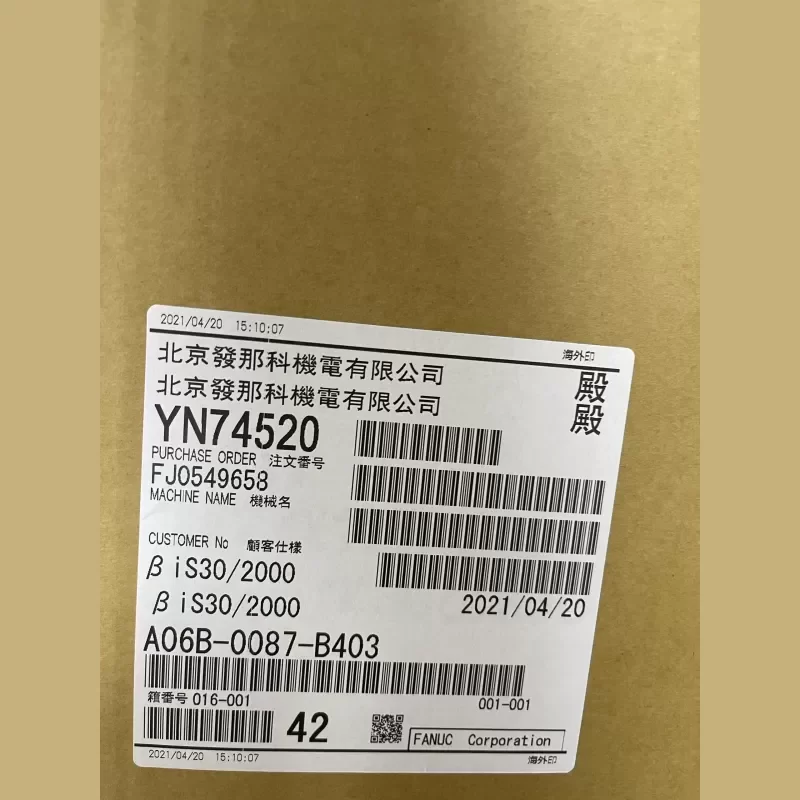 2021/04/20 15:10:07 海外印
北京發那科機電有限公司 殿
北京發那科機電有限公司 殿
YN74520
PURCHASE ORDER 注文番号
FJ0549658
MACHINE NAME 機械名
CUSTOMER No 顧客仕様
β iS30/2000
β iS30/2000 2021/04/20
A06B-0087-B403
箱番号 016-001 001-001
42 FANUC Corporation
2021/04/20 15:10:07 海外印